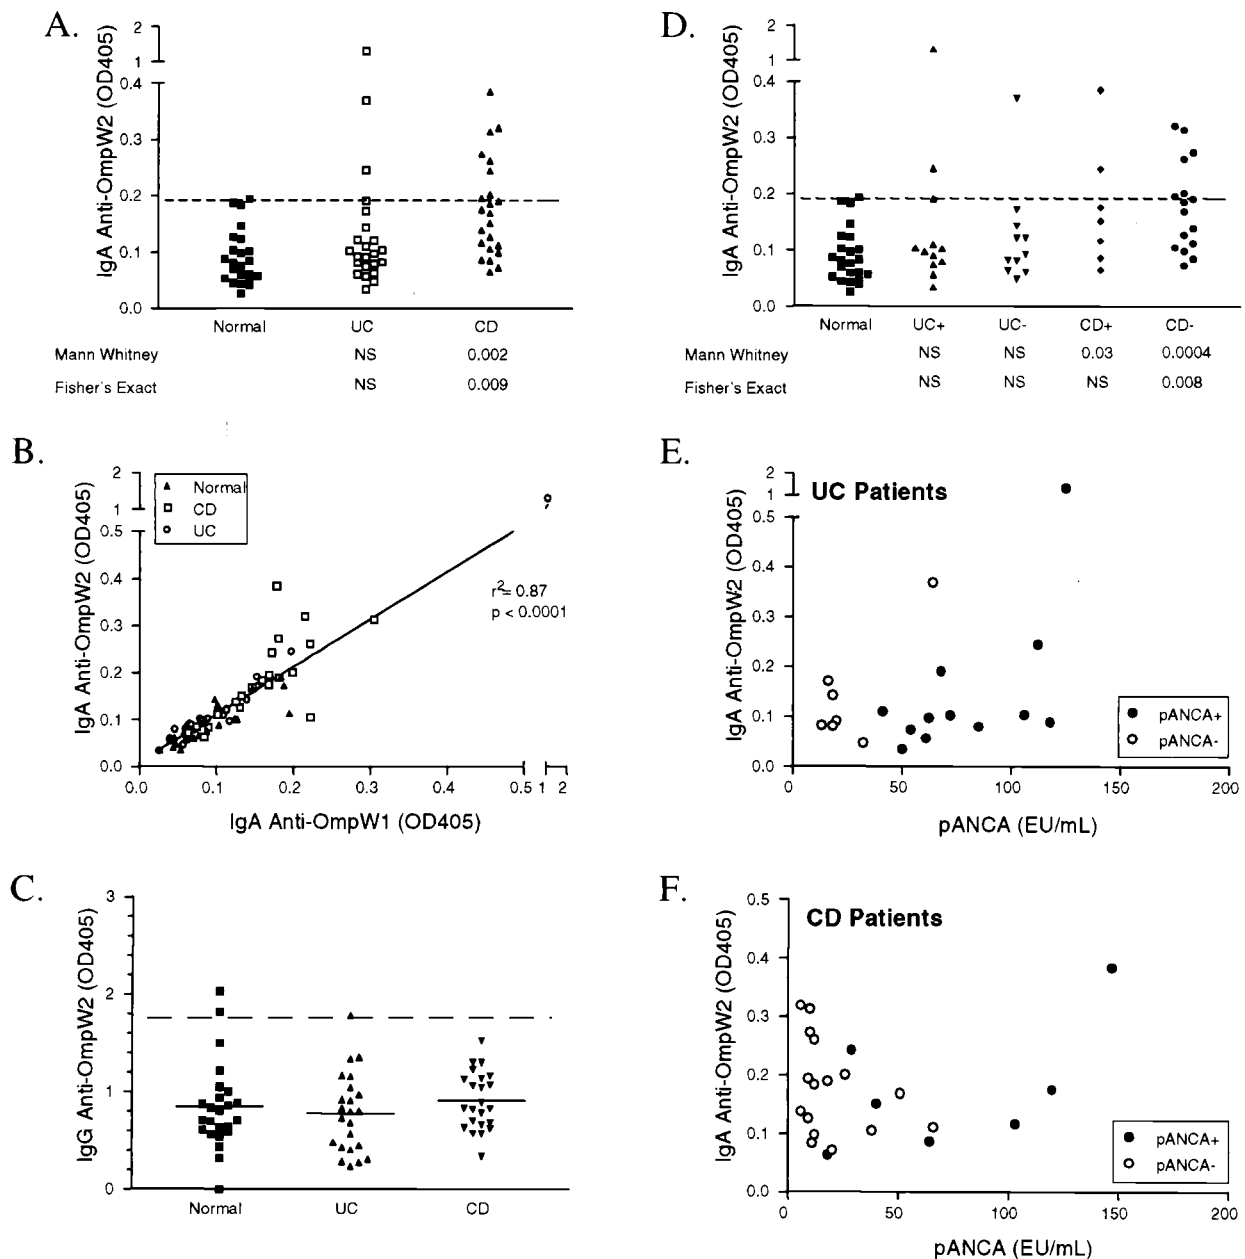 A.
IgA Anti-OmpW2 (OD405)
2
1
0.4
0.3
0.2
0.1
0.0
Normal UC CD
Mann Whitney NS 0.002
Fisher's Exact NS 0.009
D.
IgA Anti-OmpW2 (OD405)
2
1
0.4
0.3
0.2
0.1
0.0
Normal UC+ UC- CD+ CD-
Mann Whitney NS NS 0.03 0.0004
Fisher's Exact NS NS NS 0.008
B.
IgA Anti-OmpW2 (OD405)
2
1
0.5
0.4
0.3
0.2
0.1
0.0
Normal
CD
UC
r2= 0.87
p < 0.0001
0.0 0.1 0.2 0.3 0.4 0.5 1 2
IgA Anti-OmpW1 (OD405)
E.
UC Patients
IgA Anti-OmpW2 (OD405)
2
1
0.5
0.4
0.3
0.2
0.1
0.0
pANCA+
pANCA-
0 50 100 150 200
pANCA (EU/mL)
C.
IgG Anti-OmpW2 (OD405)
3
2
1
0
Normal UC CD
F.
CD Patients
IgA Anti-OmpW2 (OD405)
0.5
0.4
0.3
0.2
0.1
0.0
pANCA+
pANCA-
0 50 100 150 200
pANCA (EU/mL)